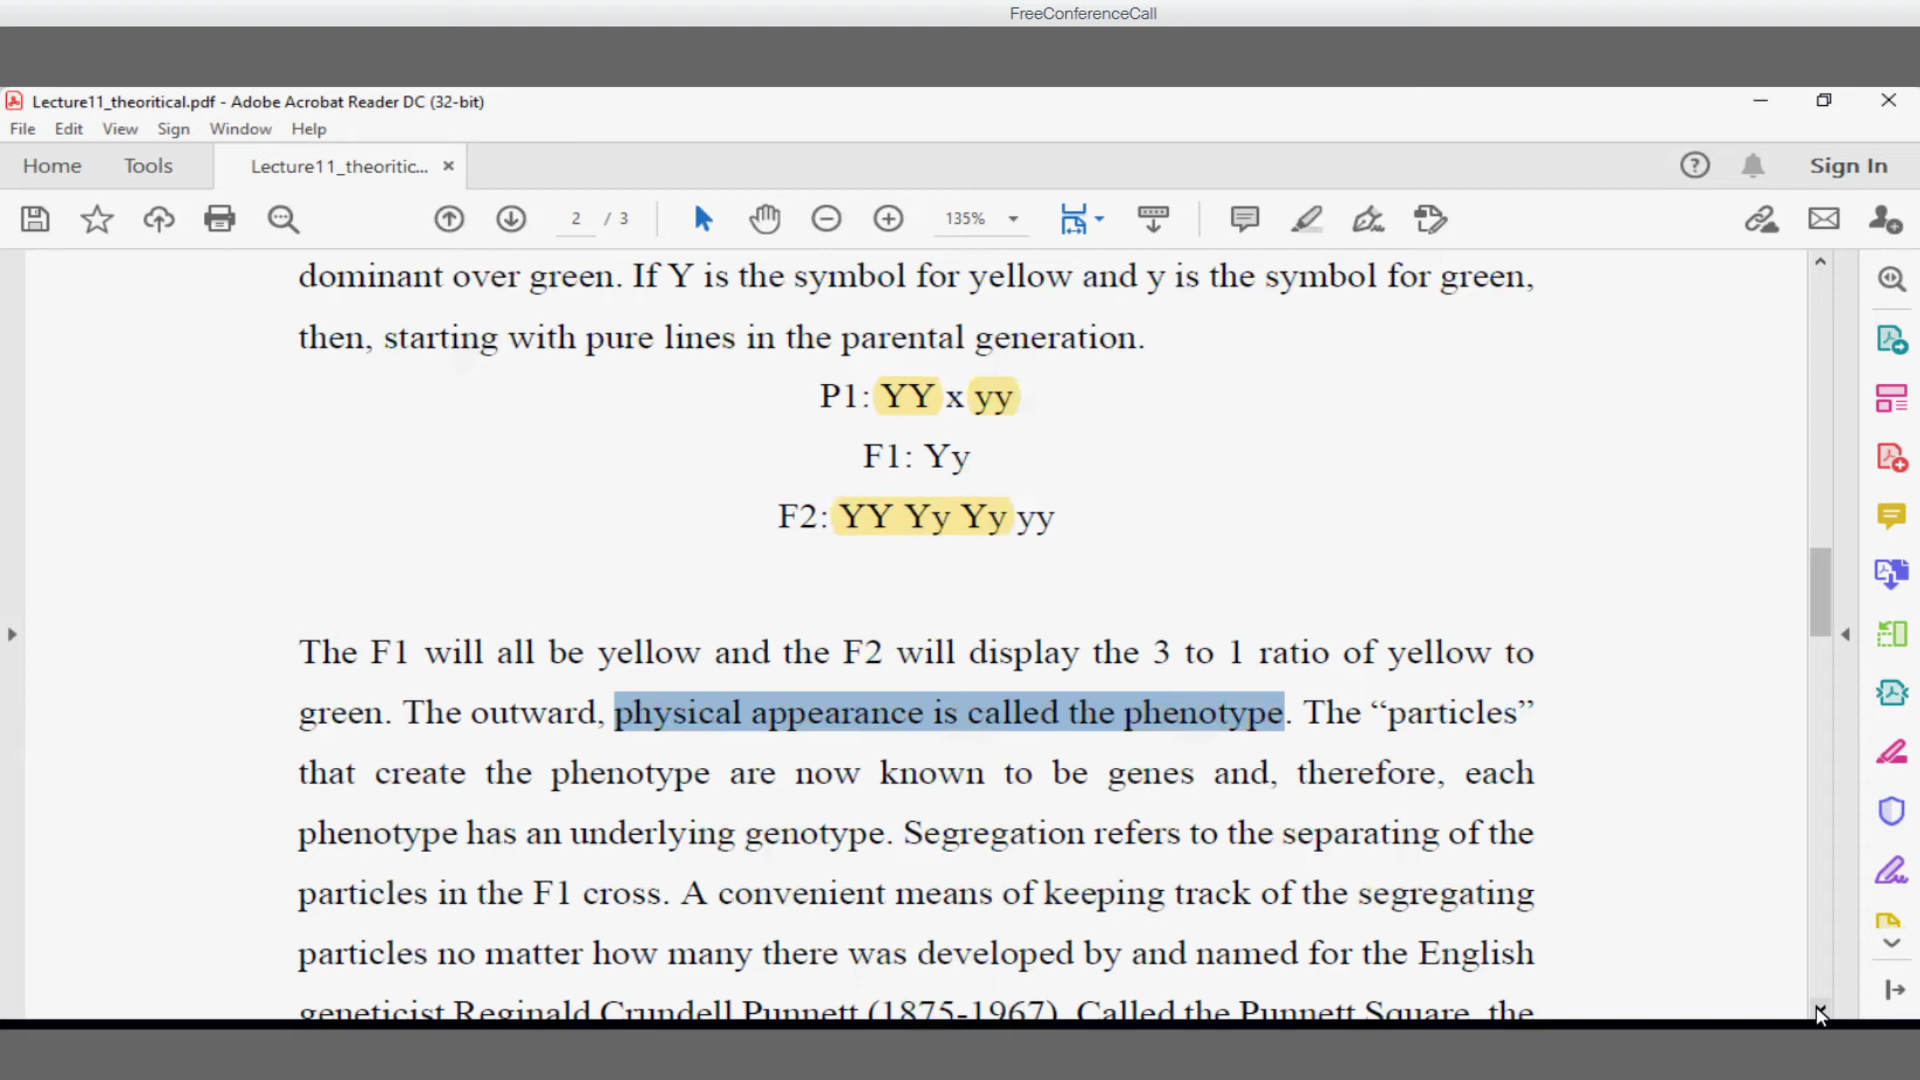 FreeConferenceCall
Lecture11_theoritical.pdf - Adobe Acrobat Reader DC (32-bit)
File Edit View Sign Window Help
Home Tools Lecture11_theoritic... Sign In
2 / 3 135%
dominant over green. If Y is the symbol for yellow and y is the symbol for green,
then, starting with pure lines in the parental generation.
P1: YY x yy
F1: Yy
F2: YY Yy Yy yy
The F1 will all be yellow and the F2 will display the 3 to 1 ratio of yellow to
green. The outward, physical appearance is called the phenotype. The “particles”
that create the phenotype are now known to be genes and, therefore, each
phenotype has an underlying genotype. Segregation refers to the separating of the
particles in the F1 cross. A convenient means of keeping track of the segregating
particles no matter how many there was developed by and named for the English
geneticist Reginald Crundell Punnett (1875-1967). Called the Punnett Square, the